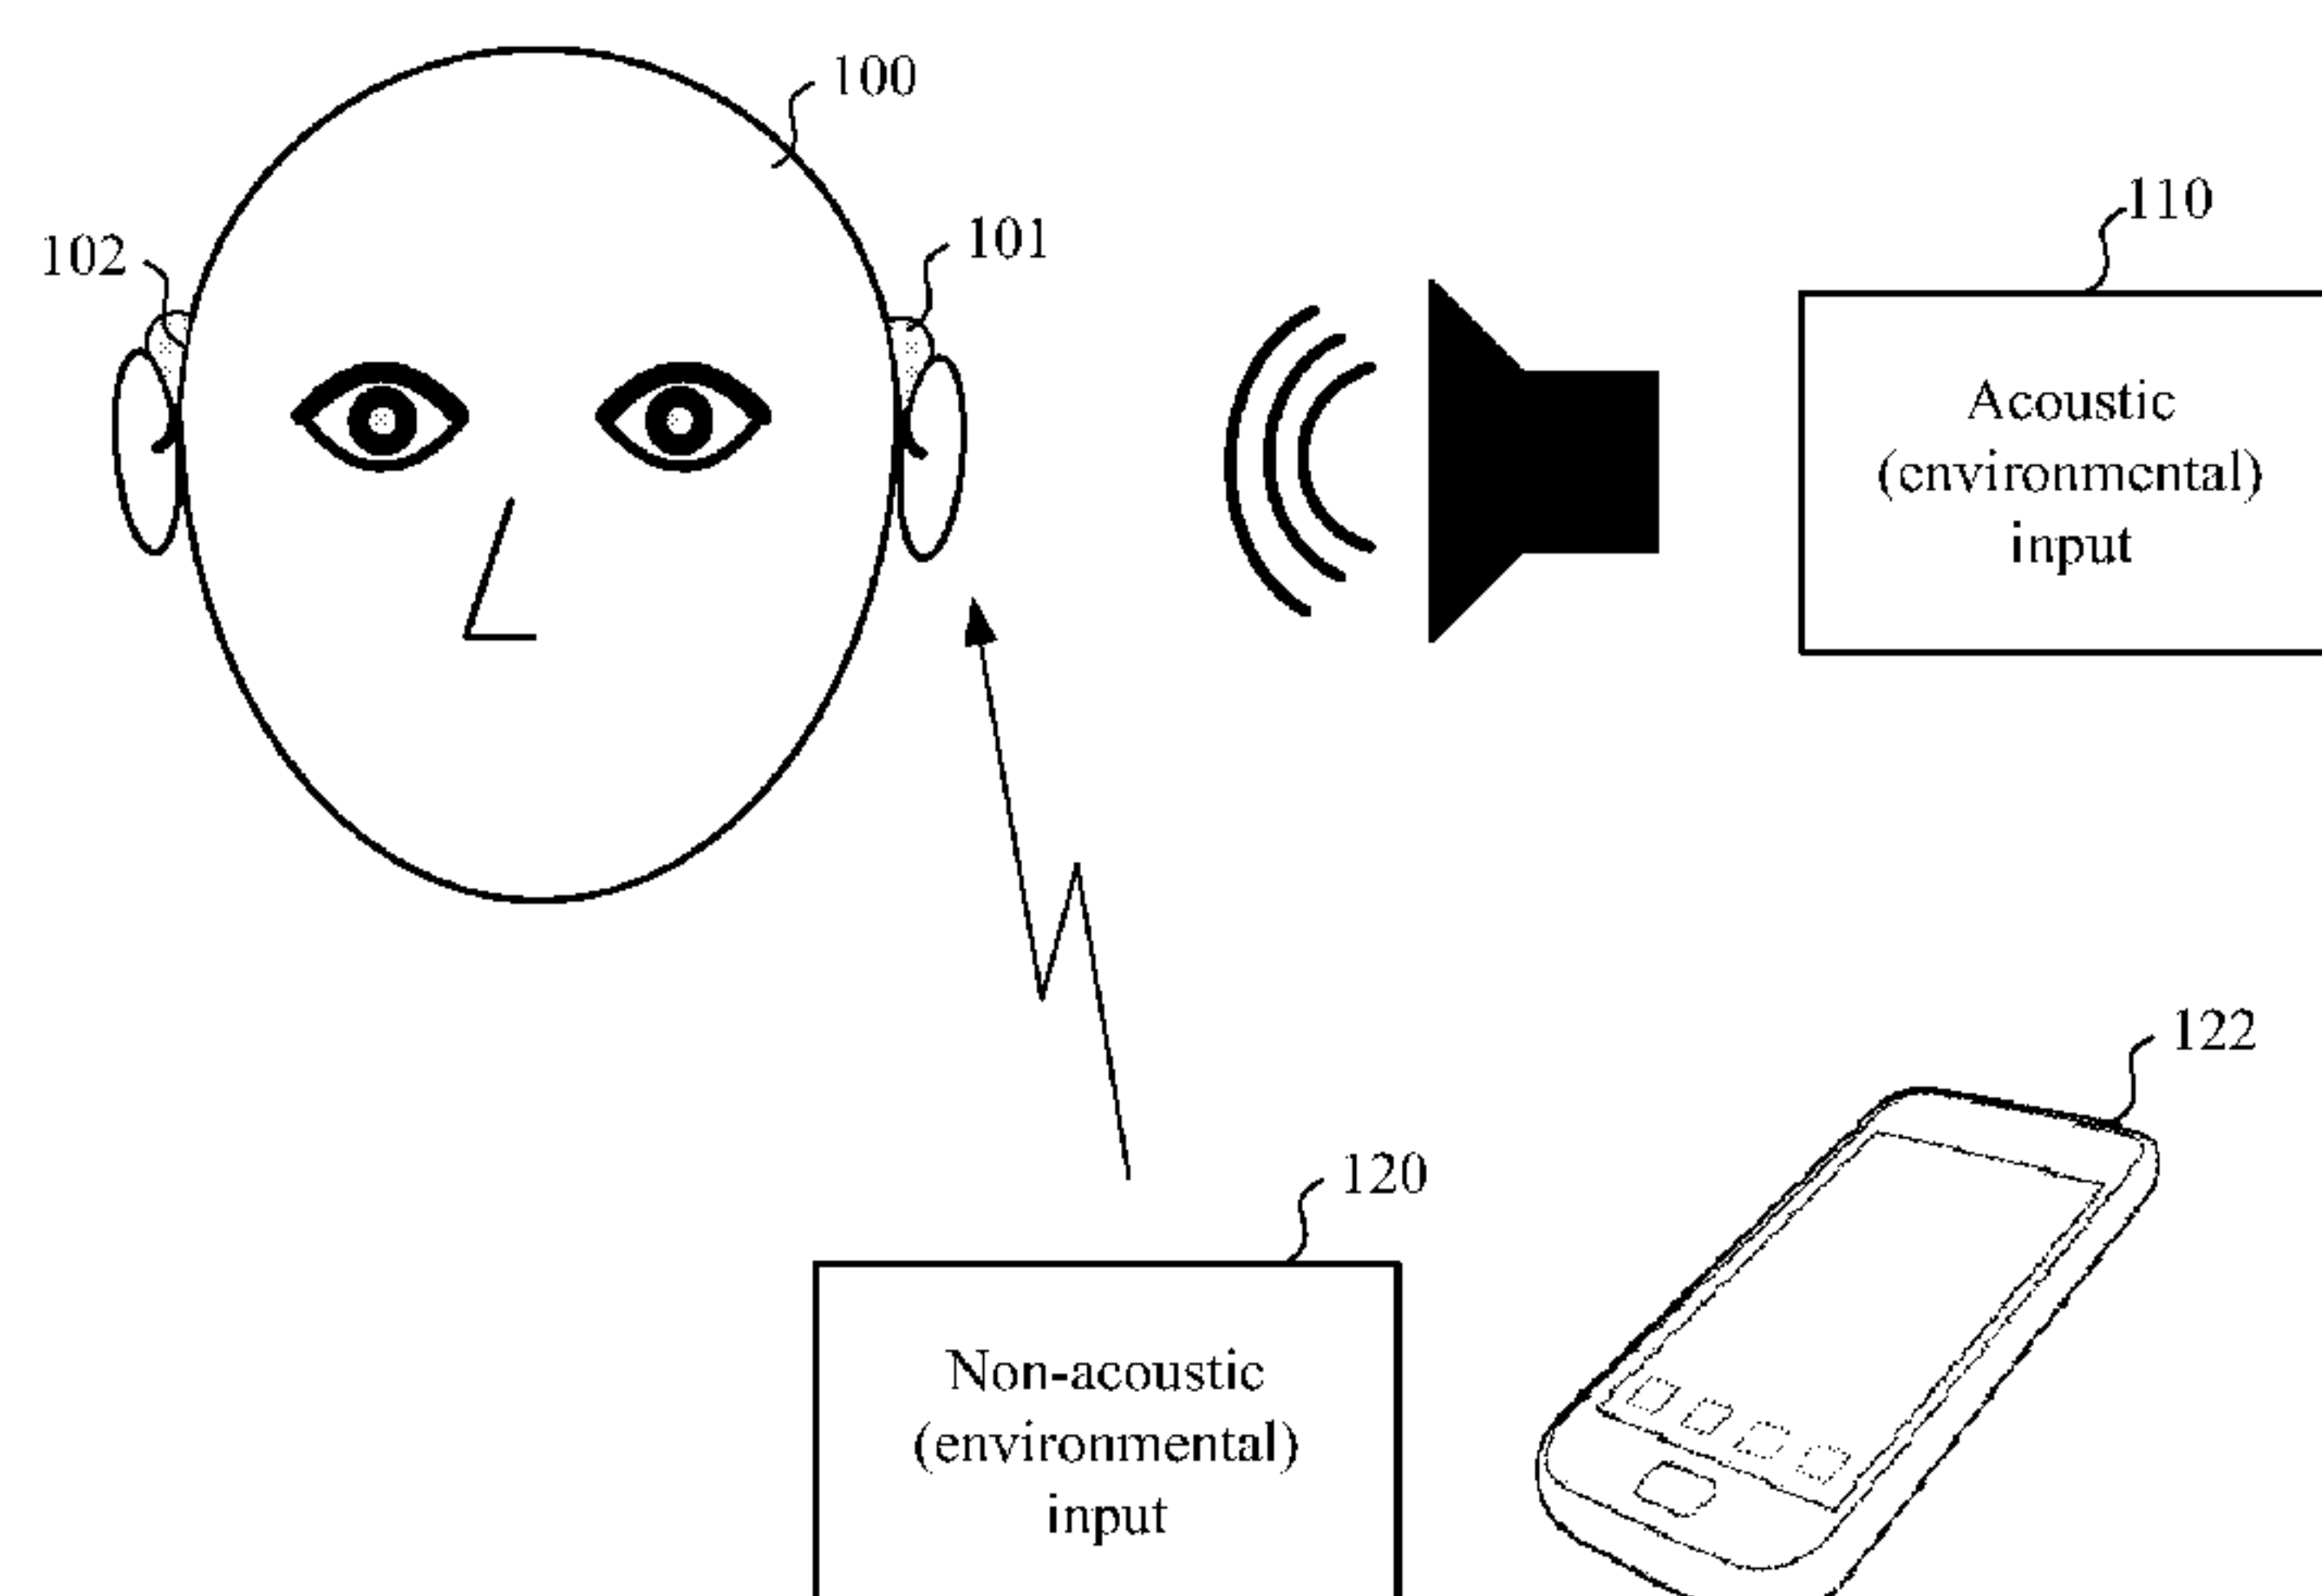 100
110
101
102
Acoustic
(environmental)
input
122
120
Non-acoustic
(environmental)
input